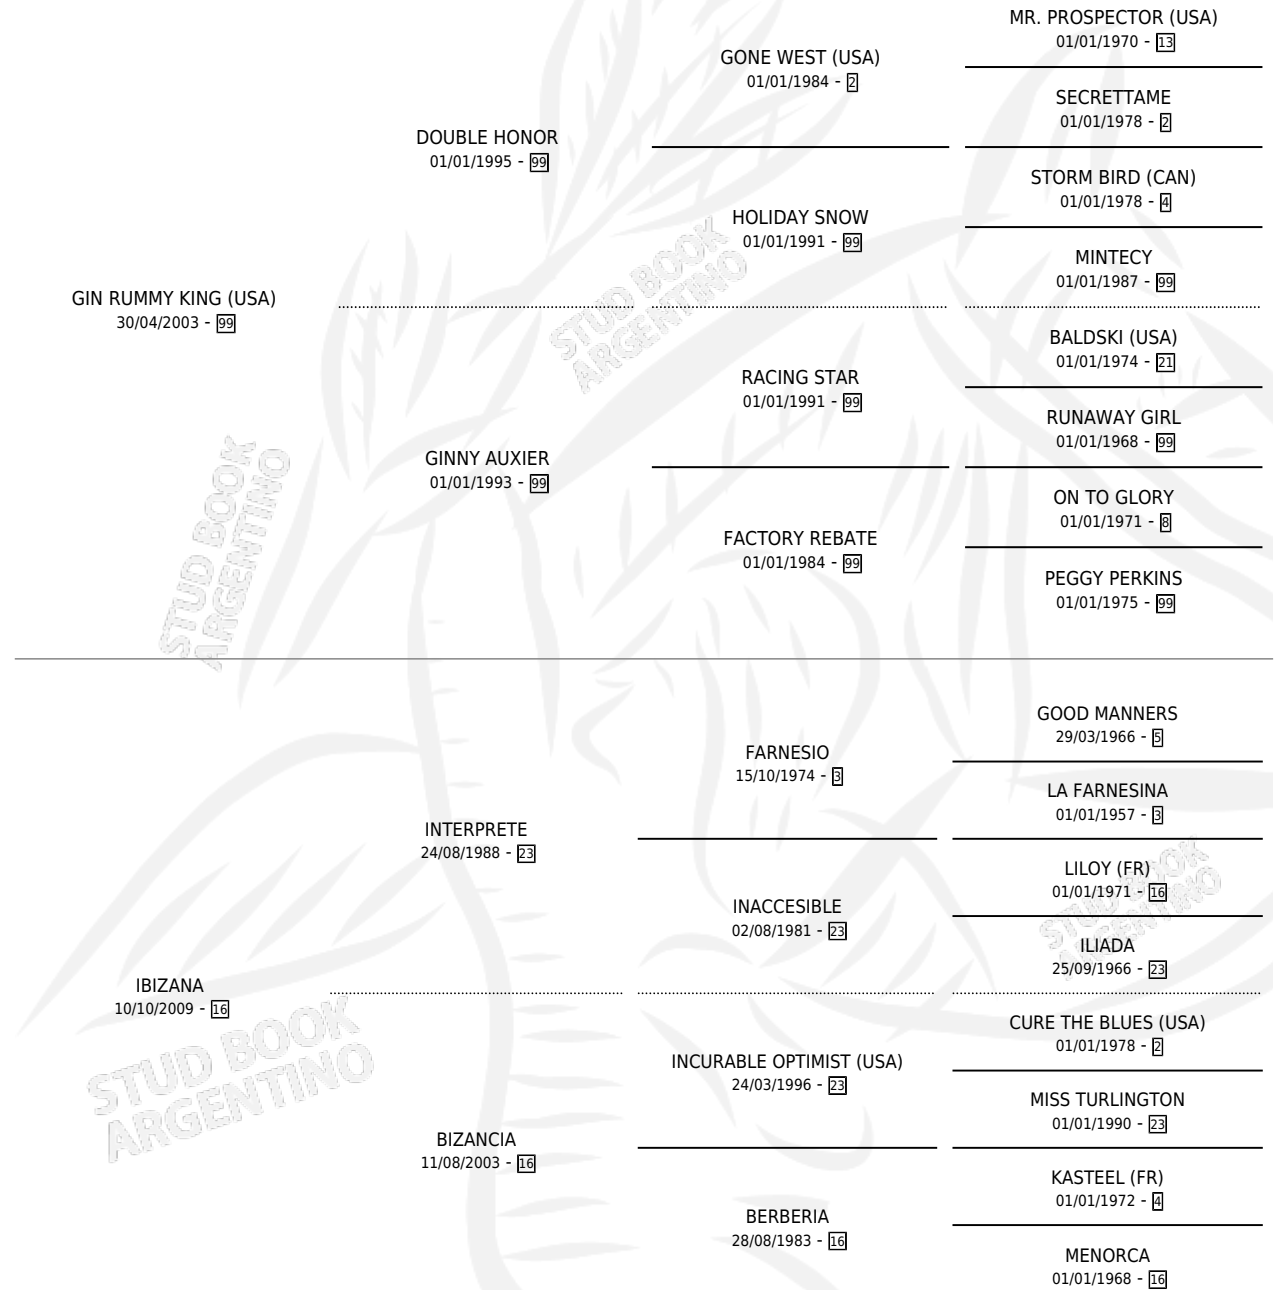 MR. PROSPECTOR (USA)
01/01/1970 - 13
GONE WEST (USA)
01/01/1984 - 2
SECRETTAME
01/01/1978 - 2
DOUBLE HONOR
01/01/1995 - 99
STORM BIRD (CAN)
01/01/1978 - 4
HOLIDAY SNOW
01/01/1991 - 99
MINTECY
01/01/1987 - 99
GIN RUMMY KING (USA)
30/04/2003 - 99
BALDSKI (USA)
01/01/1974 - 21
RACING STAR
01/01/1991 - 99
RUNAWAY GIRL
01/01/1968 - 99
GINNY AUXIER
01/01/1993 - 99
ON TO GLORY
01/01/1971 - 8
FACTORY REBATE
01/01/1984 - 99
PEGGY PERKINS
01/01/1975 - 99
STUD BOOK
ARGENTINO
STUD BOOK
ARGENTINO
GOOD MANNERS
29/03/1966 - 5
FARNESIO
15/10/1974 - 3
LA FARNESINA
01/01/1957 - 3
INTERPRETE
24/08/1988 - 23
LILOY (FR)
01/01/1971 - 16
INACCESIBLE
02/08/1981 - 23
ILIADA
25/09/1966 - 23
IBIZANA
10/10/2009 - 16
CURE THE BLUES (USA)
01/01/1978 - 2
INCURABLE OPTIMIST (USA)
24/03/1996 - 23
MISS TURLINGTON
01/01/1990 - 23
BIZANCIA
11/08/2003 - 16
KASTEEL (FR)
01/01/1972 - 4
BERBERIA
28/08/1983 - 16
MENORCA
01/01/1968 - 16
STUD BOOK
ARGENTINO
STUD BOOK
ARGENTINO